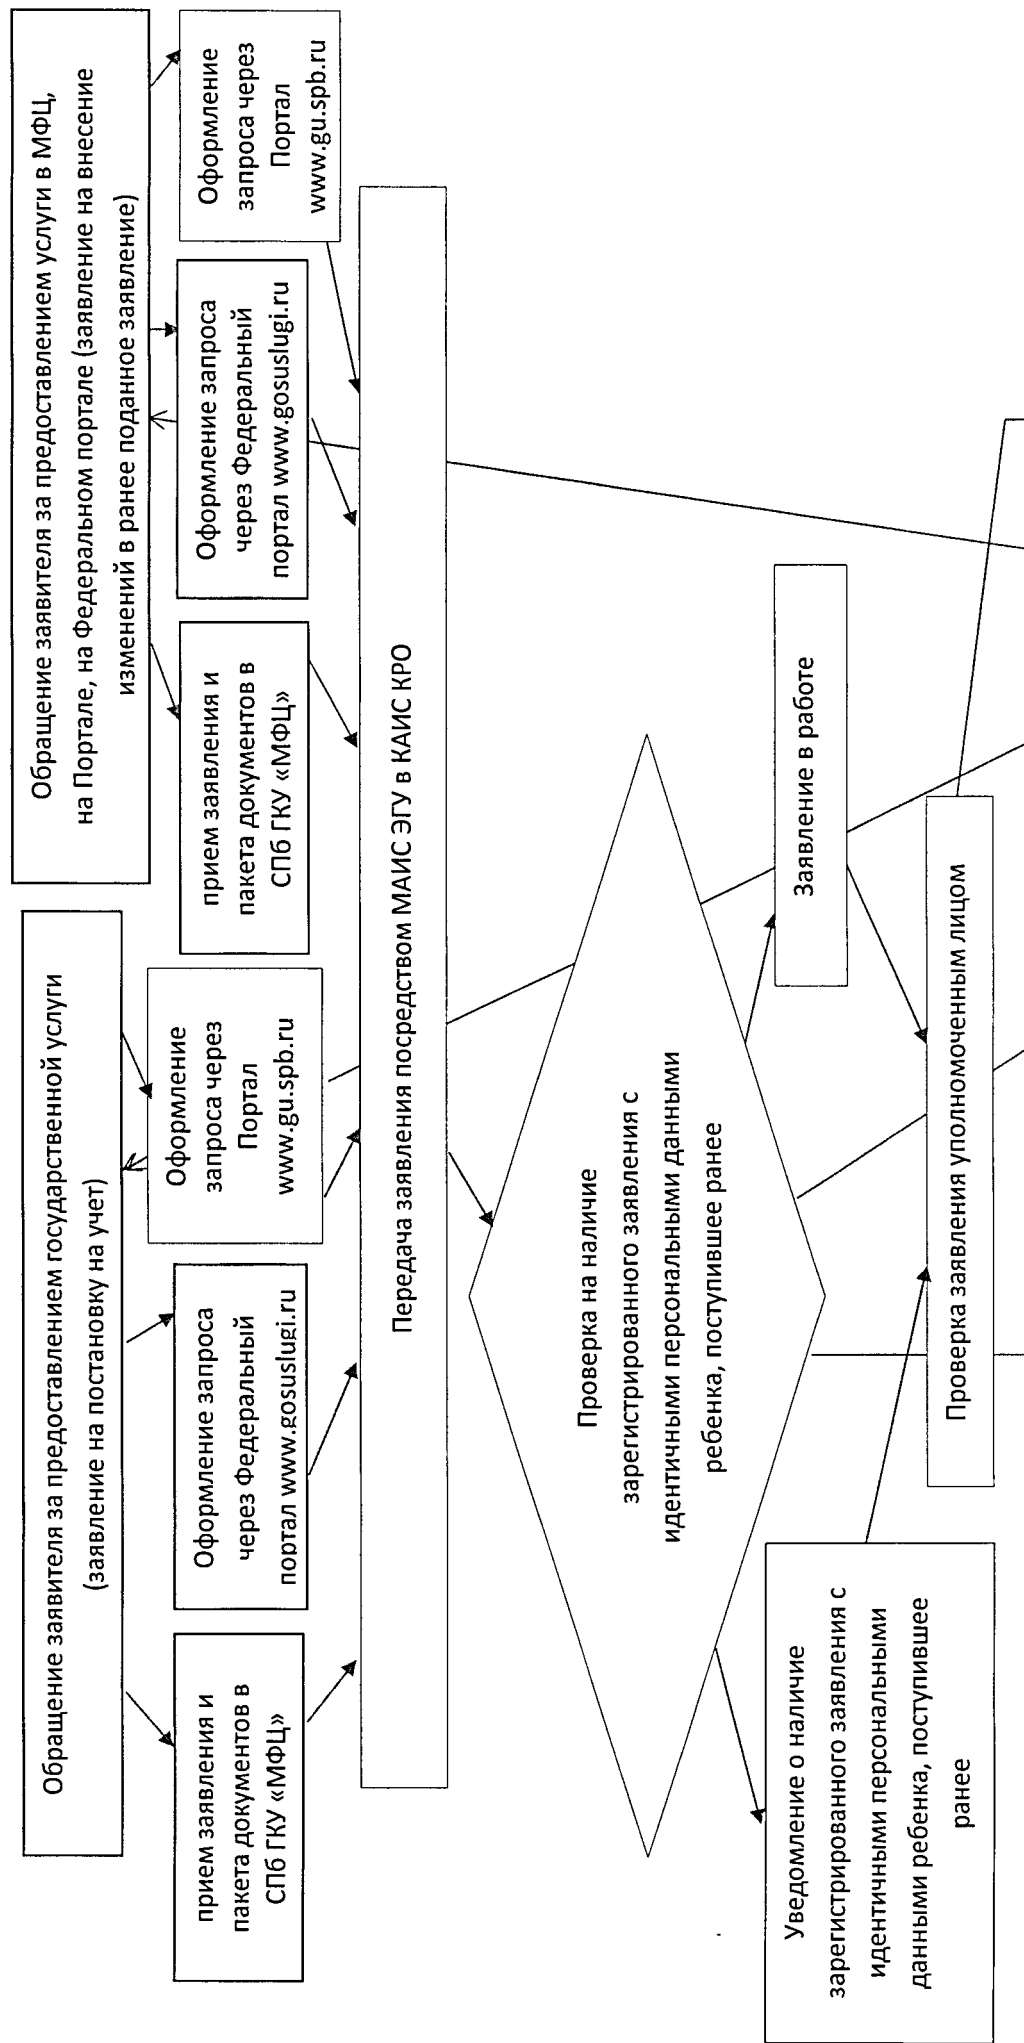 Обращение заявителя за предоставлением государственной услуги
(заявление на постановку на учет)
Обращение заявителя за предоставлением услуги в МФЦ,
на Портале, на Федеральном портале (заявление на внесение
изменений в ранее поданное заявление)
прием заявления и
пакета документов в
СПб ГКУ «МФЦ»
Оформление запроса
через Федеральный
портал www.gosuslugi.ru
Оформление
запроса через
Портал
www.gu.spb.ru
прием заявления и
пакета документов в
СПб ГКУ «МФЦ»
Оформление запроса
через Федеральный
портал www.gosuslugi.ru
Оформление
запроса через
Портал
www.gu.spb.ru
Передача заявления посредством МАИС ЭГУ в КАИС КРО
Проверка на наличие
зарегистрированного заявления с
идентичными персональными данными
ребенка, поступившее ранее
Уведомление о наличие
зарегистрированного заявления с
идентичными персональными
данными ребенка, поступившее
ранее
Заявление в работе
Проверка заявления уполномоченным лицом